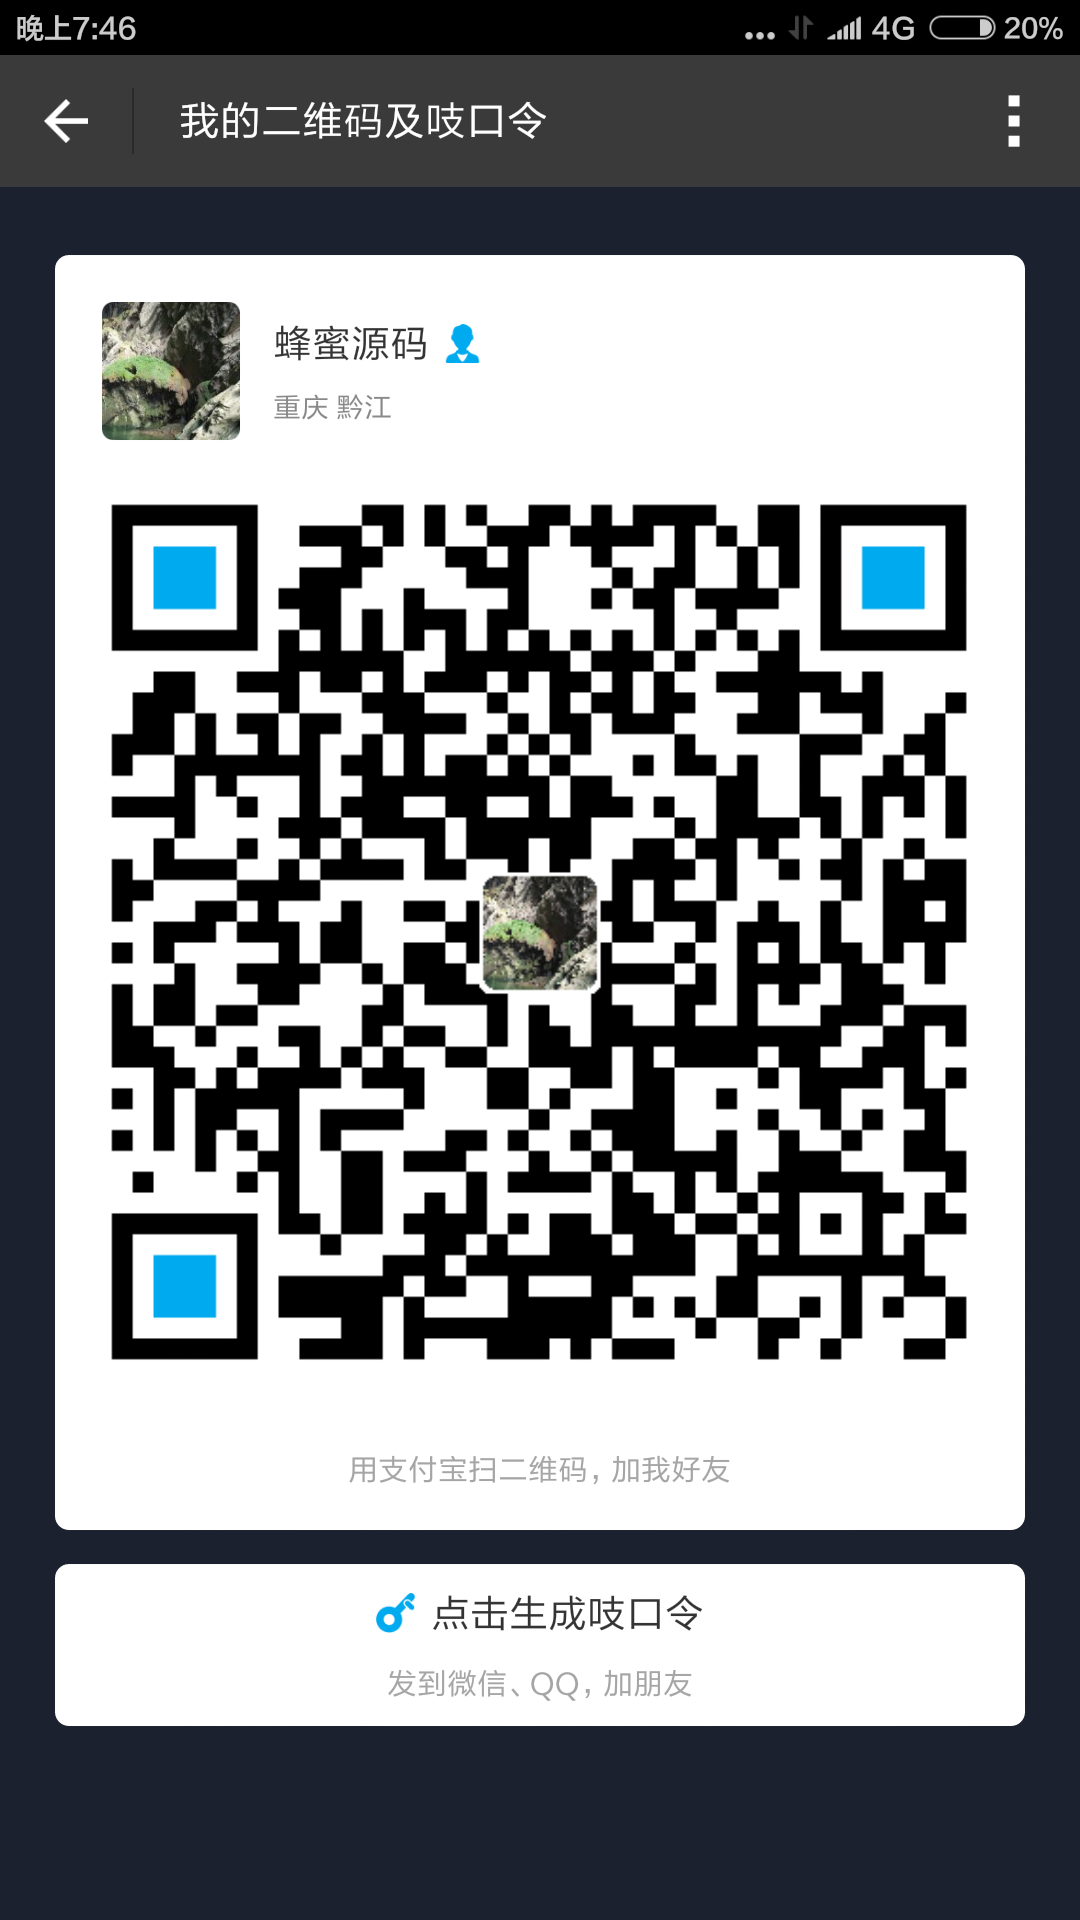 晚上7:46
4G
20%
我的二维码及吱口令
蜂蜜源码
重庆 黔江
用支付宝扫二维码，加我好友
点击生成吱口令
发到微信、QQ，加朋友